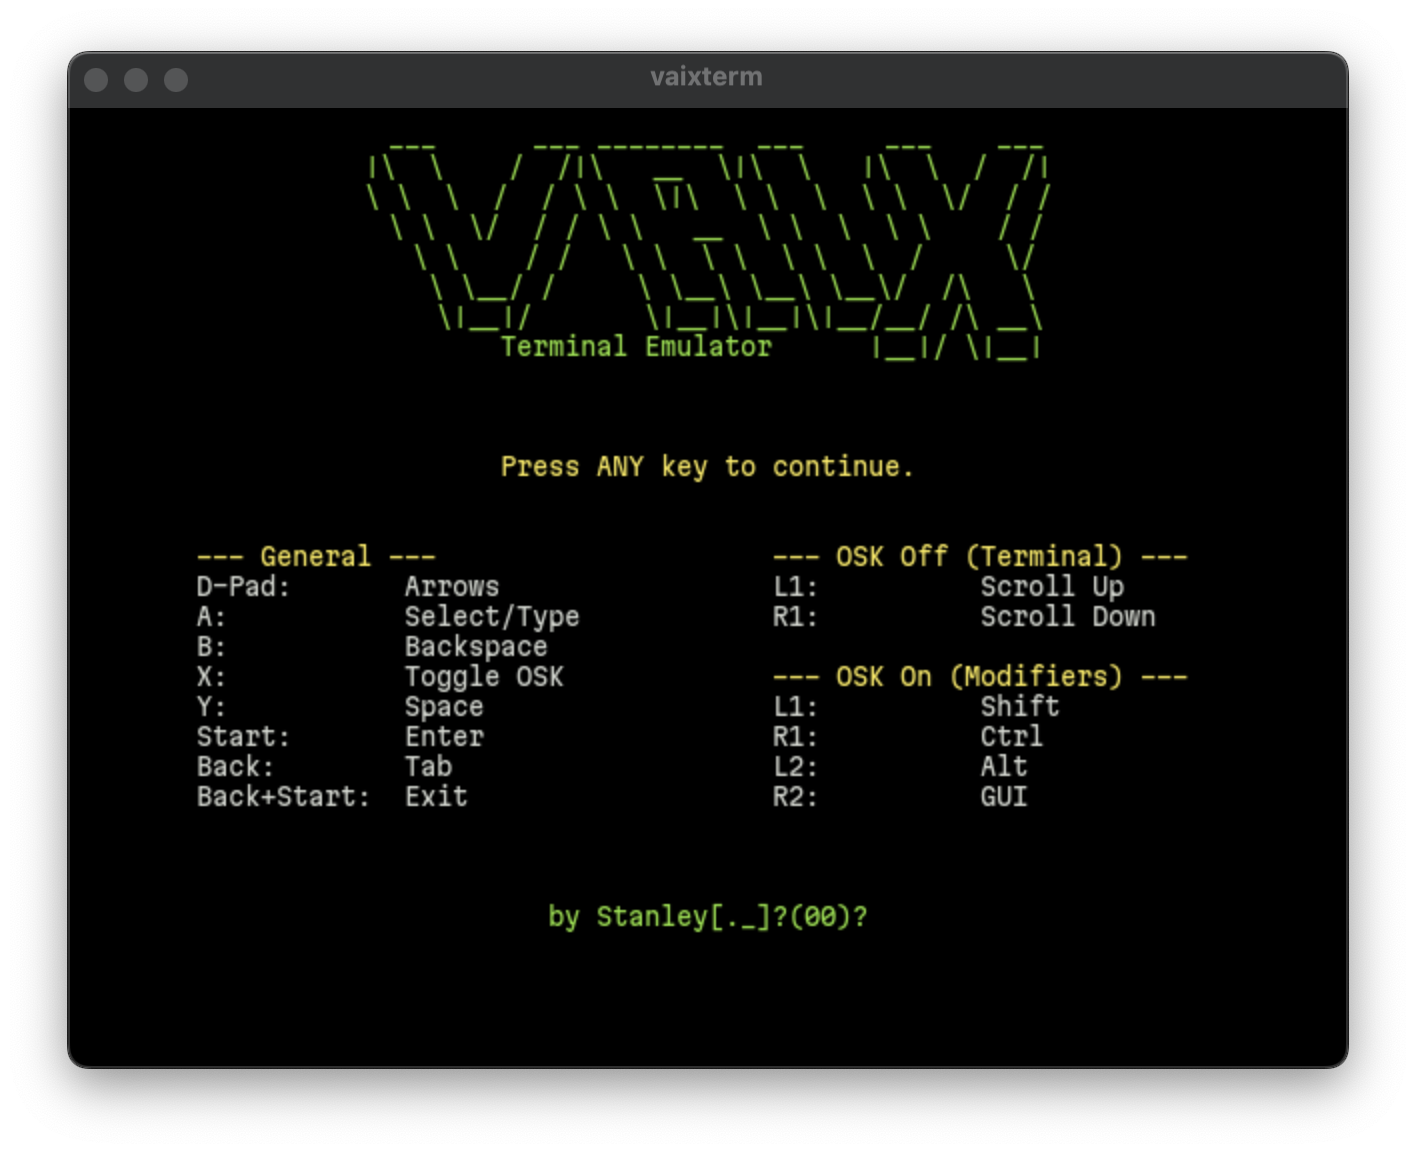 vaixterm
VAIX
Terminal Emulator
Press ANY key to continue.
--- General ---
D-Pad: Arrows
A: Select/Type
B: Backspace
X: Toggle OSK
Y: Space
Start: Enter
Back: Tab
Back+Start: Exit
--- OSK Off (Terminal) ---
L1: Scroll Up
R1: Scroll Down
--- OSK On (Modifiers) ---
L1: Shift
R1: Ctrl
L2: Alt
R2: GUI
by Stanley[._]?(00)?